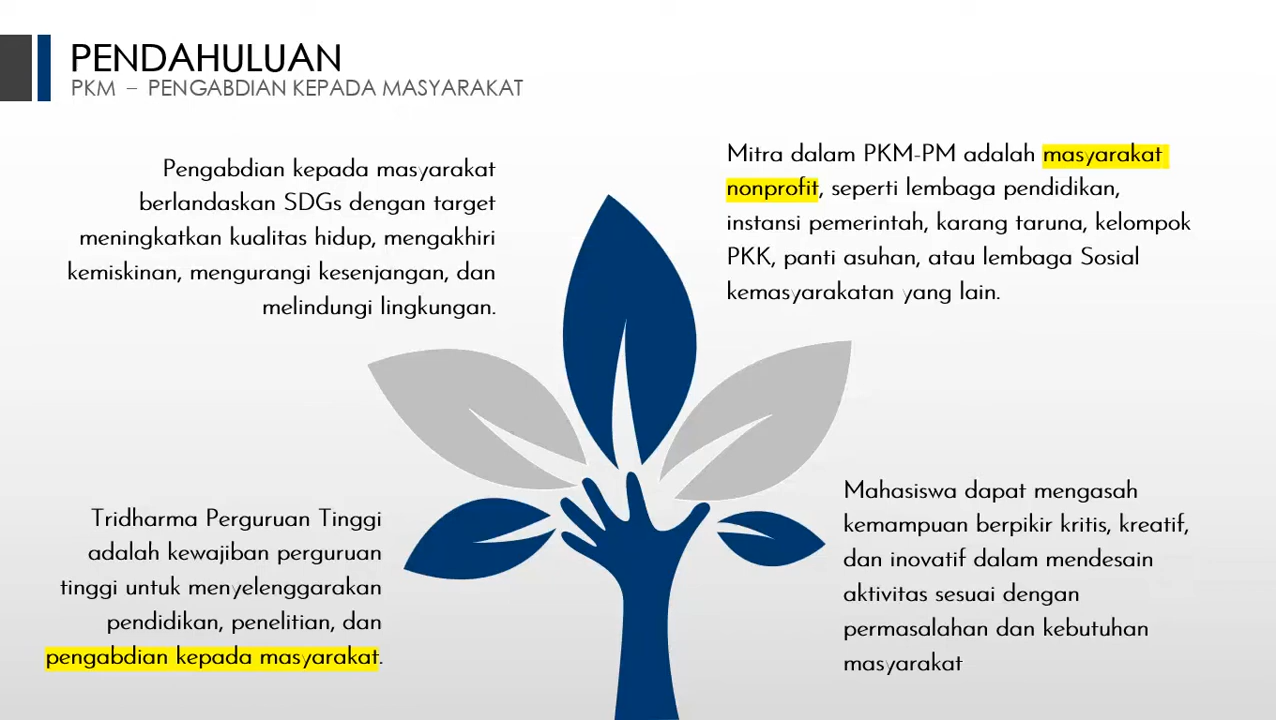 PENDAHULUAN
PKM – PENGABDIAN KEPADA MASYARAKAT
Pengabdian kepada masyarakat
berlandaskan SDGs dengan target
meningkatkan kualitas hidup, mengakhiri
kemiskinan, mengurangi kesenjangan, dan
melindungi lingkungan.
Mitra dalam PKM-PM adalah masyarakat
nonprofit, seperti lembaga pendidikan,
instansi pemerintah, karang taruna, kelompok
PKK, panti asuhan, atau lembaga Sosial
kemasyarakatan yang lain.
Tridharma Perguruan Tinggi
adalah kewajiban perguruan
tinggi untuk menyelenggarakan
pendidikan, penelitian, dan
pengabdian kepada masyarakat.
Mahasiswa dapat mengasah
kemampuan berpikir kritis, kreatif,
dan inovatif dalam mendesain
aktivitas sesuai dengan
permasalahan dan kebutuhan
masyarakat